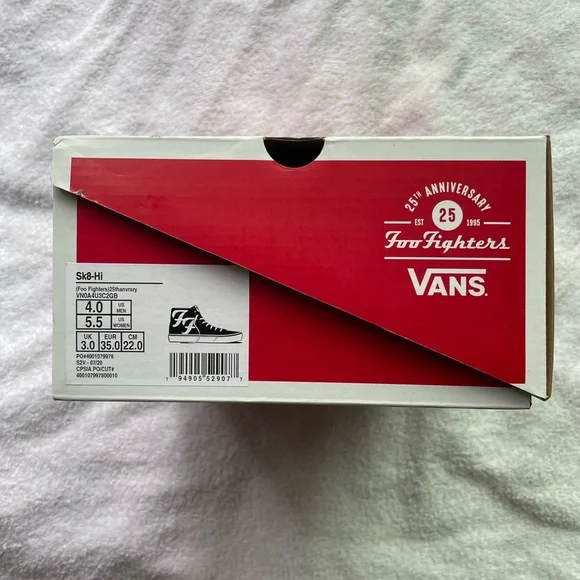 25TH ANNIVERSARY
EST 25 1995
Foo Fighters
VANS
Sk8-Hi
(Foo Fighters)25thanvrsry
VN0A4U3C2GB
4.0 US MEN
5.5 US WOMEN
UK EUR CM
3.0 35.0 22.0
PO#4001079978
S2V - 07/20
CPSIA PO/CUT#
400107997800010
FF
1 94905 52907 7